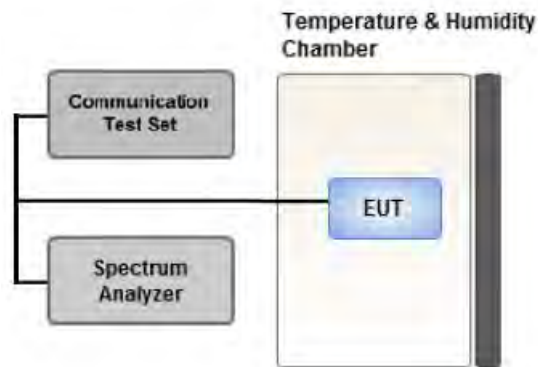 Temperature & Humidity
Chamber
Communication
Test Set
EUT
Spectrum
Analyzer